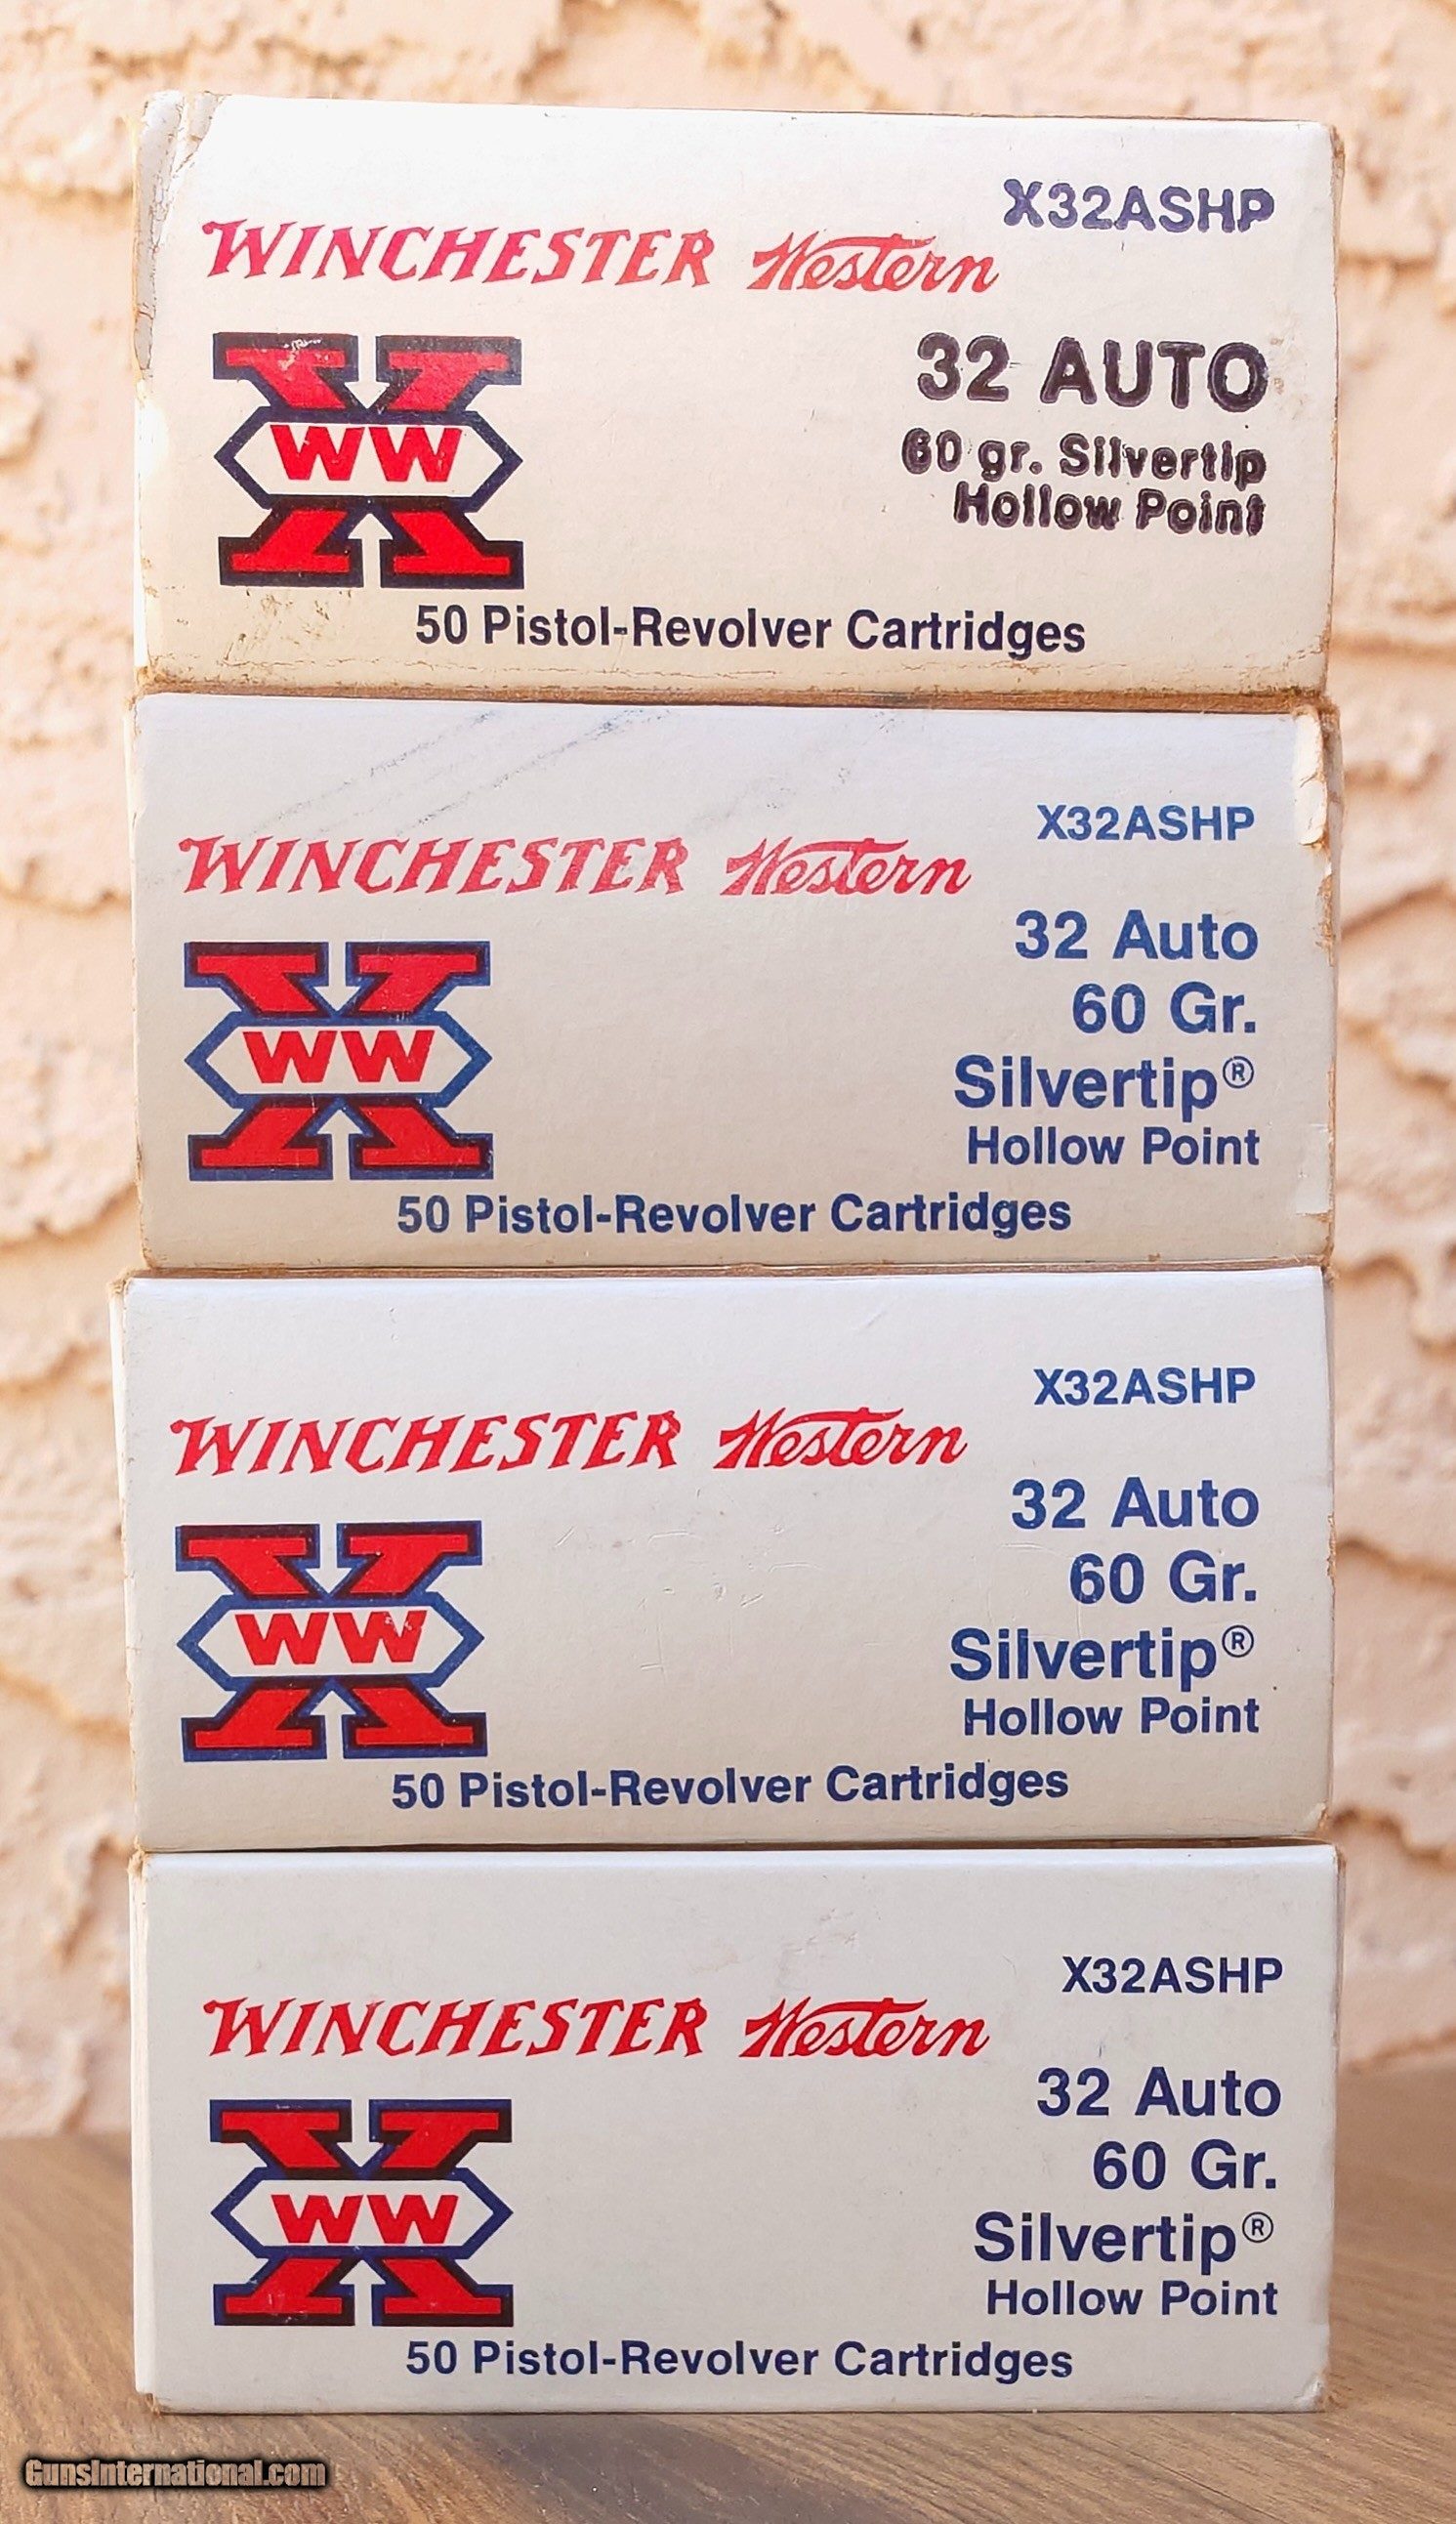 X32ASHP
WINCHESTER Western
32 AUTO
WW
60 gr. Silvertip
Hollow Point
50 Pistol-Revolver Cartridges
X32ASHP
WINCHESTER Western
32 Auto
60 Gr.
WW
Silvertip®
Hollow Point
50 Pistol-Revolver Cartridges
X32ASHP
WINCHESTER Western
32 Auto
60 Gr.
WW
Silvertip®
Hollow Point
50 Pistol-Revolver Cartridges
X32ASHP
WINCHESTER Western
32 Auto
60 Gr.
WW
Silvertip®
Hollow Point
50 Pistol-Revolver Cartridges
GunsInternational.com